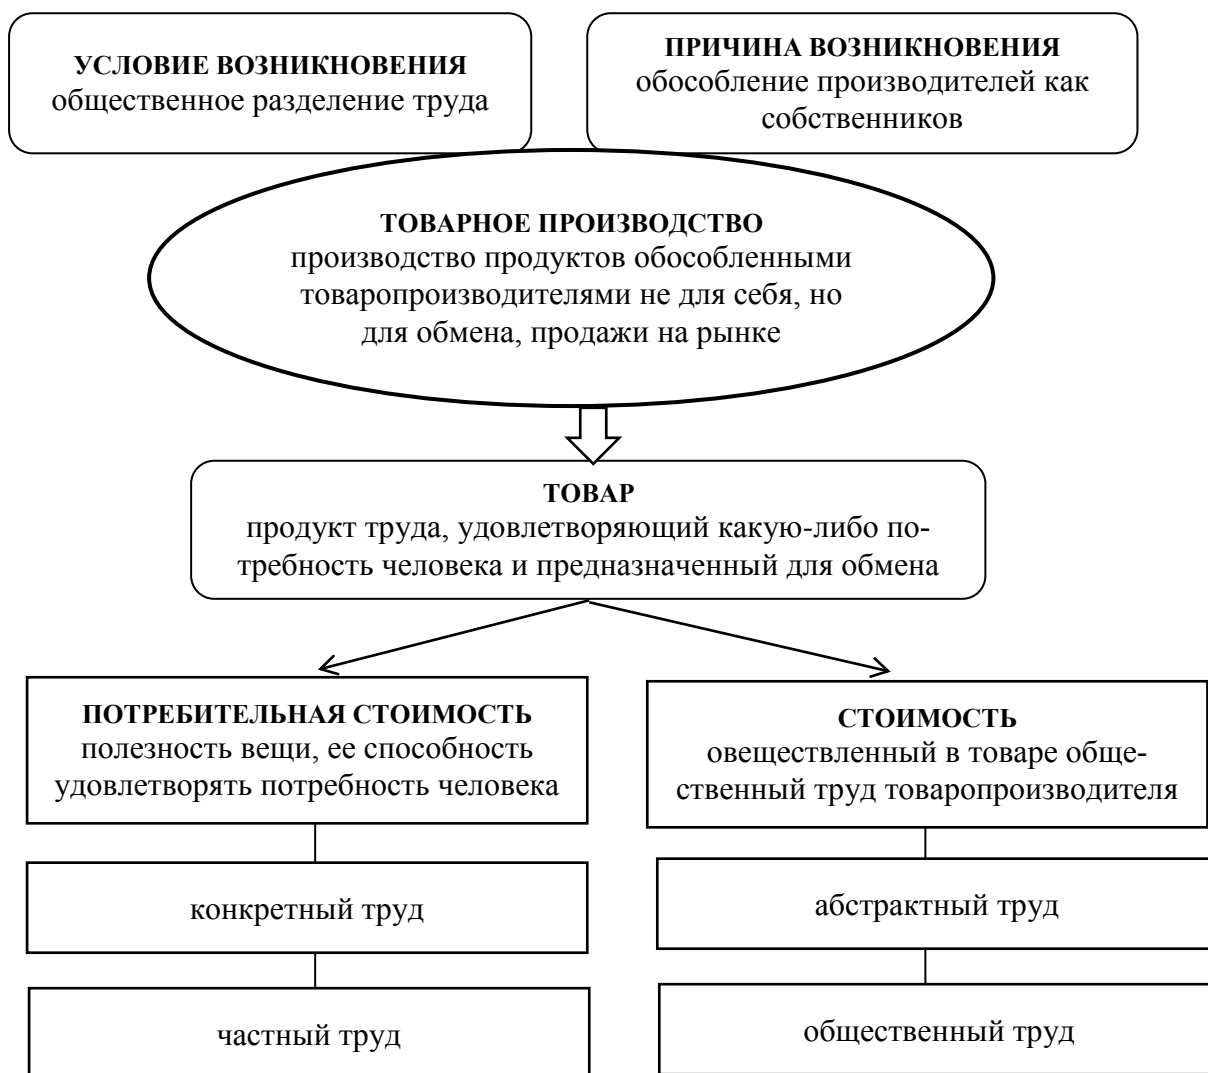 УСЛОВИЕ ВОЗНИКНОВЕНИЯ
общественное разделение труда
ПРИЧИНА ВОЗНИКНОВЕНИЯ
обособление производителей как
собственников
ТОВАРНОЕ ПРОИЗВОДСТВО
производство продуктов обособленными
товаропроизводителями не для себя, но
для обмена, продажи на рынке
ТОВАР
продукт труда, удовлетворяющий какую-либо по-
требность человека и предназначенный для обмена
ПОТРЕБИТЕЛЬНАЯ СТОИМОСТЬ
полезность вещи, ее способность
удовлетворять потребность человека
СТОИМОСТЬ
овеществленный в товаре обще-
ственный труд товаропроизводителя
конкретный труд
абстрактный труд
частный труд
общественный труд